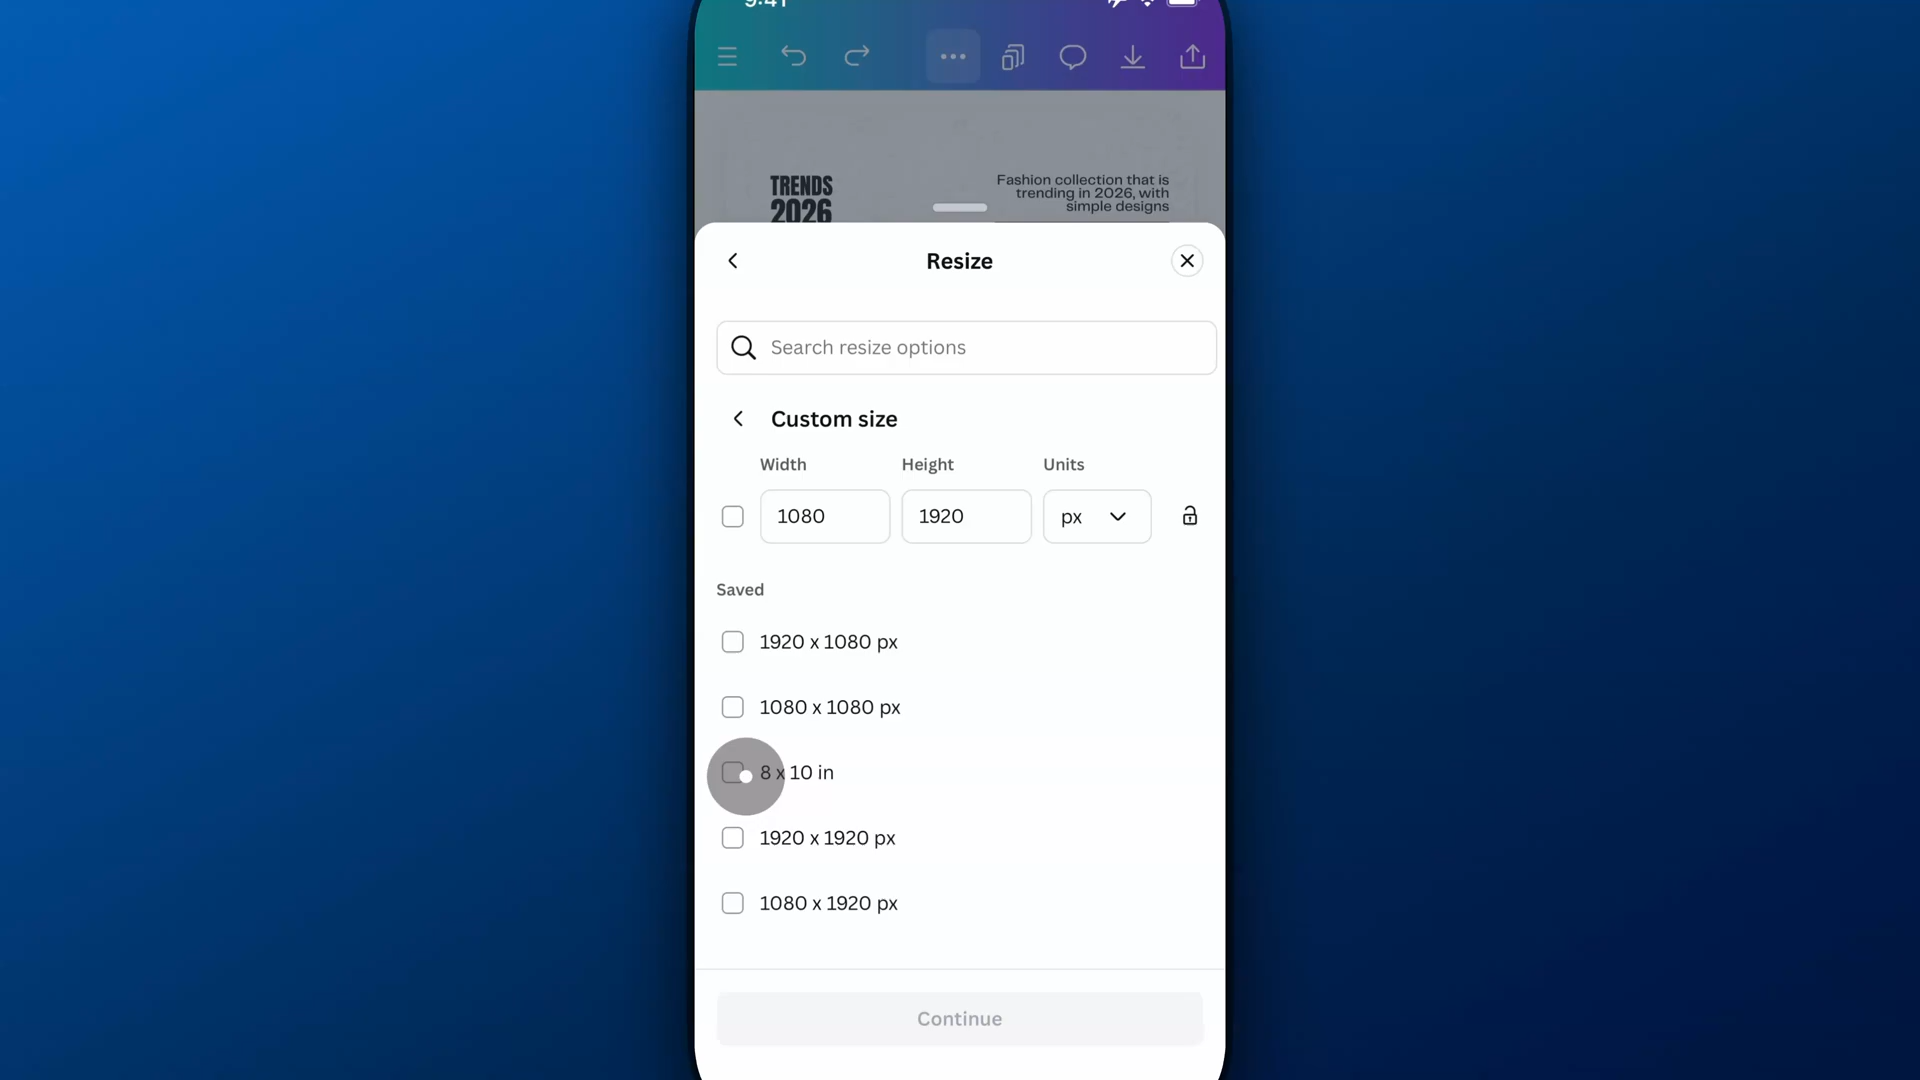 9:41
TRENDS
2026
Fashion collection that is
trending in 2026, with
simple designs
Resize
Search resize options
Custom size
Width Height Units
1080 1920 px
Saved
1920 x 1080 px
1080 x 1080 px
8 x 10 in
1920 x 1920 px
1080 x 1920 px
Continue